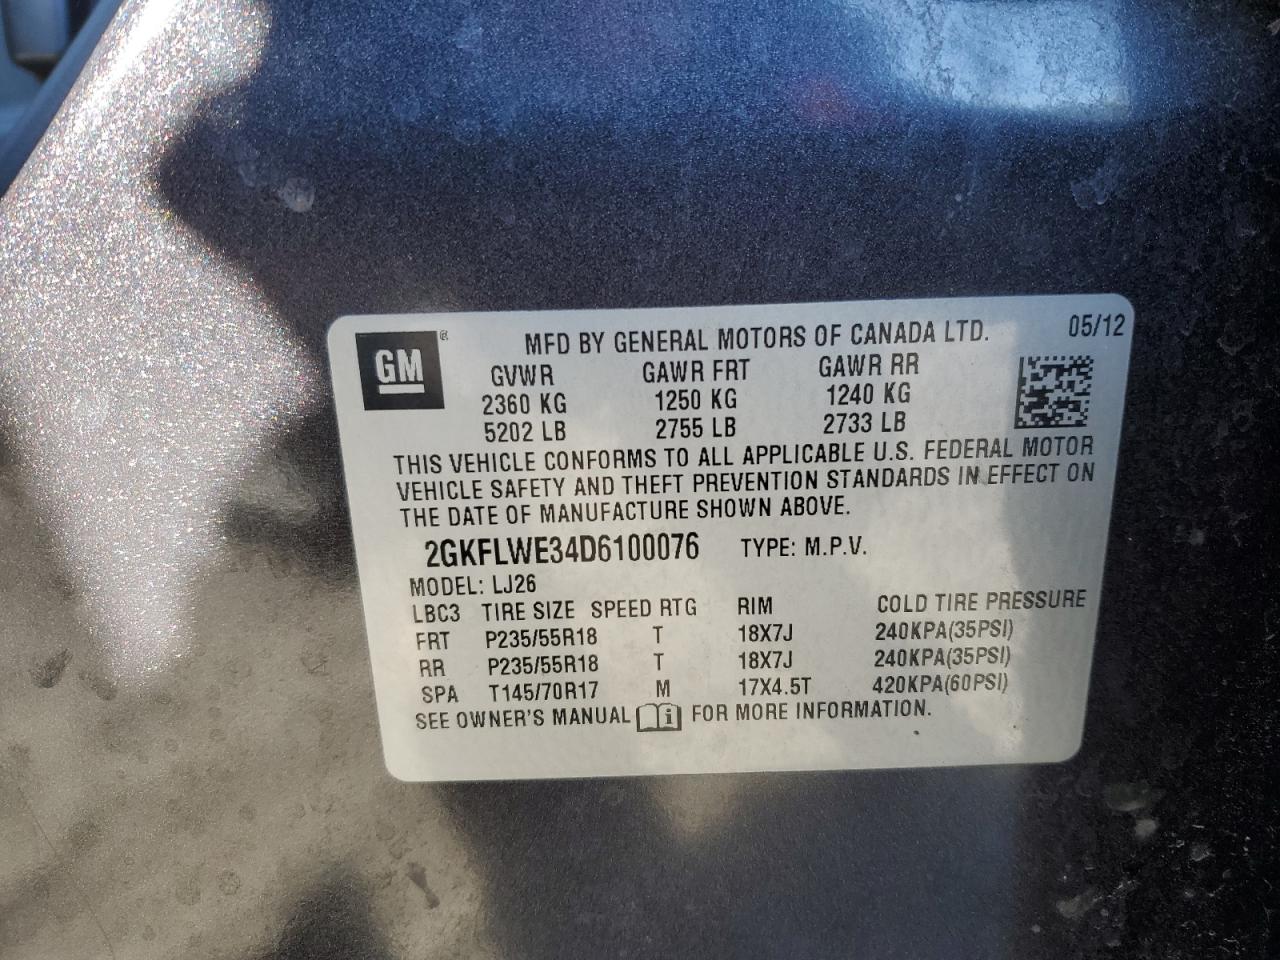 GM ®
MFD BY GENERAL MOTORS OF CANADA LTD. 05/12
GVWR GAWR FRT GAWR RR
2360 KG 1250 KG 1240 KG
5202 LB 2755 LB 2733 LB
THIS VEHICLE CONFORMS TO ALL APPLICABLE U.S. FEDERAL MOTOR
VEHICLE SAFETY AND THEFT PREVENTION STANDARDS IN EFFECT ON
THE DATE OF MANUFACTURE SHOWN ABOVE.
2GKFLWE34D6100076 TYPE: M.P.V.
MODEL: LJ26
LBC3 TIRE SIZE SPEED RTG RIM COLD TIRE PRESSURE
FRT P235/55R18 T 18X7J 240KPA(35PSI)
RR P235/55R18 T 18X7J 240KPA(35PSI)
SPA T145/70R17 M 17X4.5T 420KPA(60PSI)
SEE OWNER'S MANUAL i FOR MORE INFORMATION.